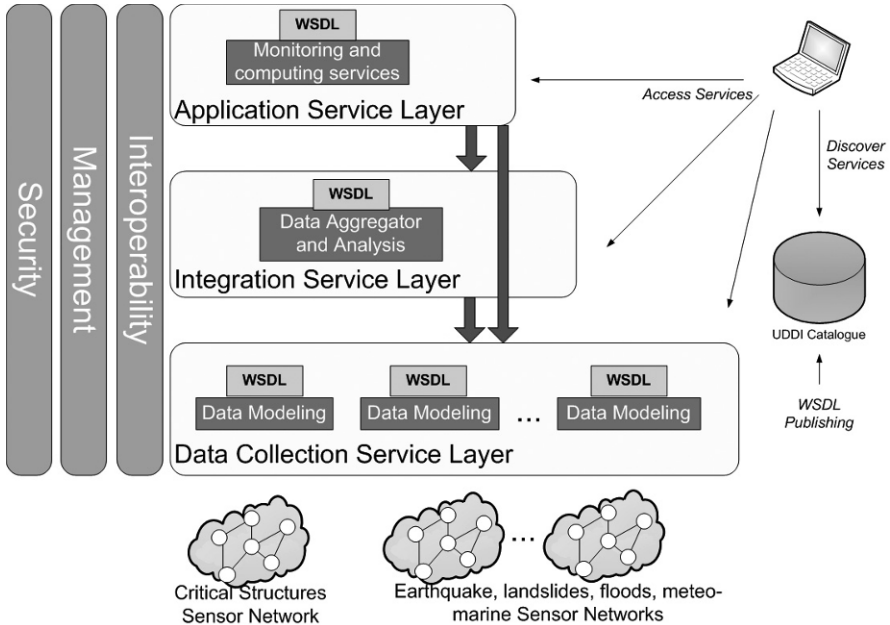 Security
Management
Interoperability
WSDL
Monitoring and
computing services
Application Service Layer
WSDL
Data Aggregator
and Analysis
Integration Service Layer
WSDL
Data Modeling
WSDL
Data Modeling
...
WSDL
Data Modeling
Data Collection Service Layer
Access Services
Discover
Services
UDDI Catalogue
WSDL
Publishing
...
Critical Structures
Sensor Network
Earthquake, landslides, floods, meteo-
marine Sensor Networks